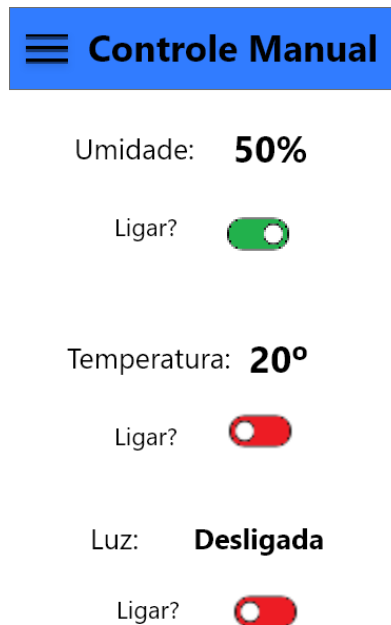 Controle Manual
Umidade: 50%
Ligar?
Temperatura: 20º
Ligar?
Luz: Desligada
Ligar?